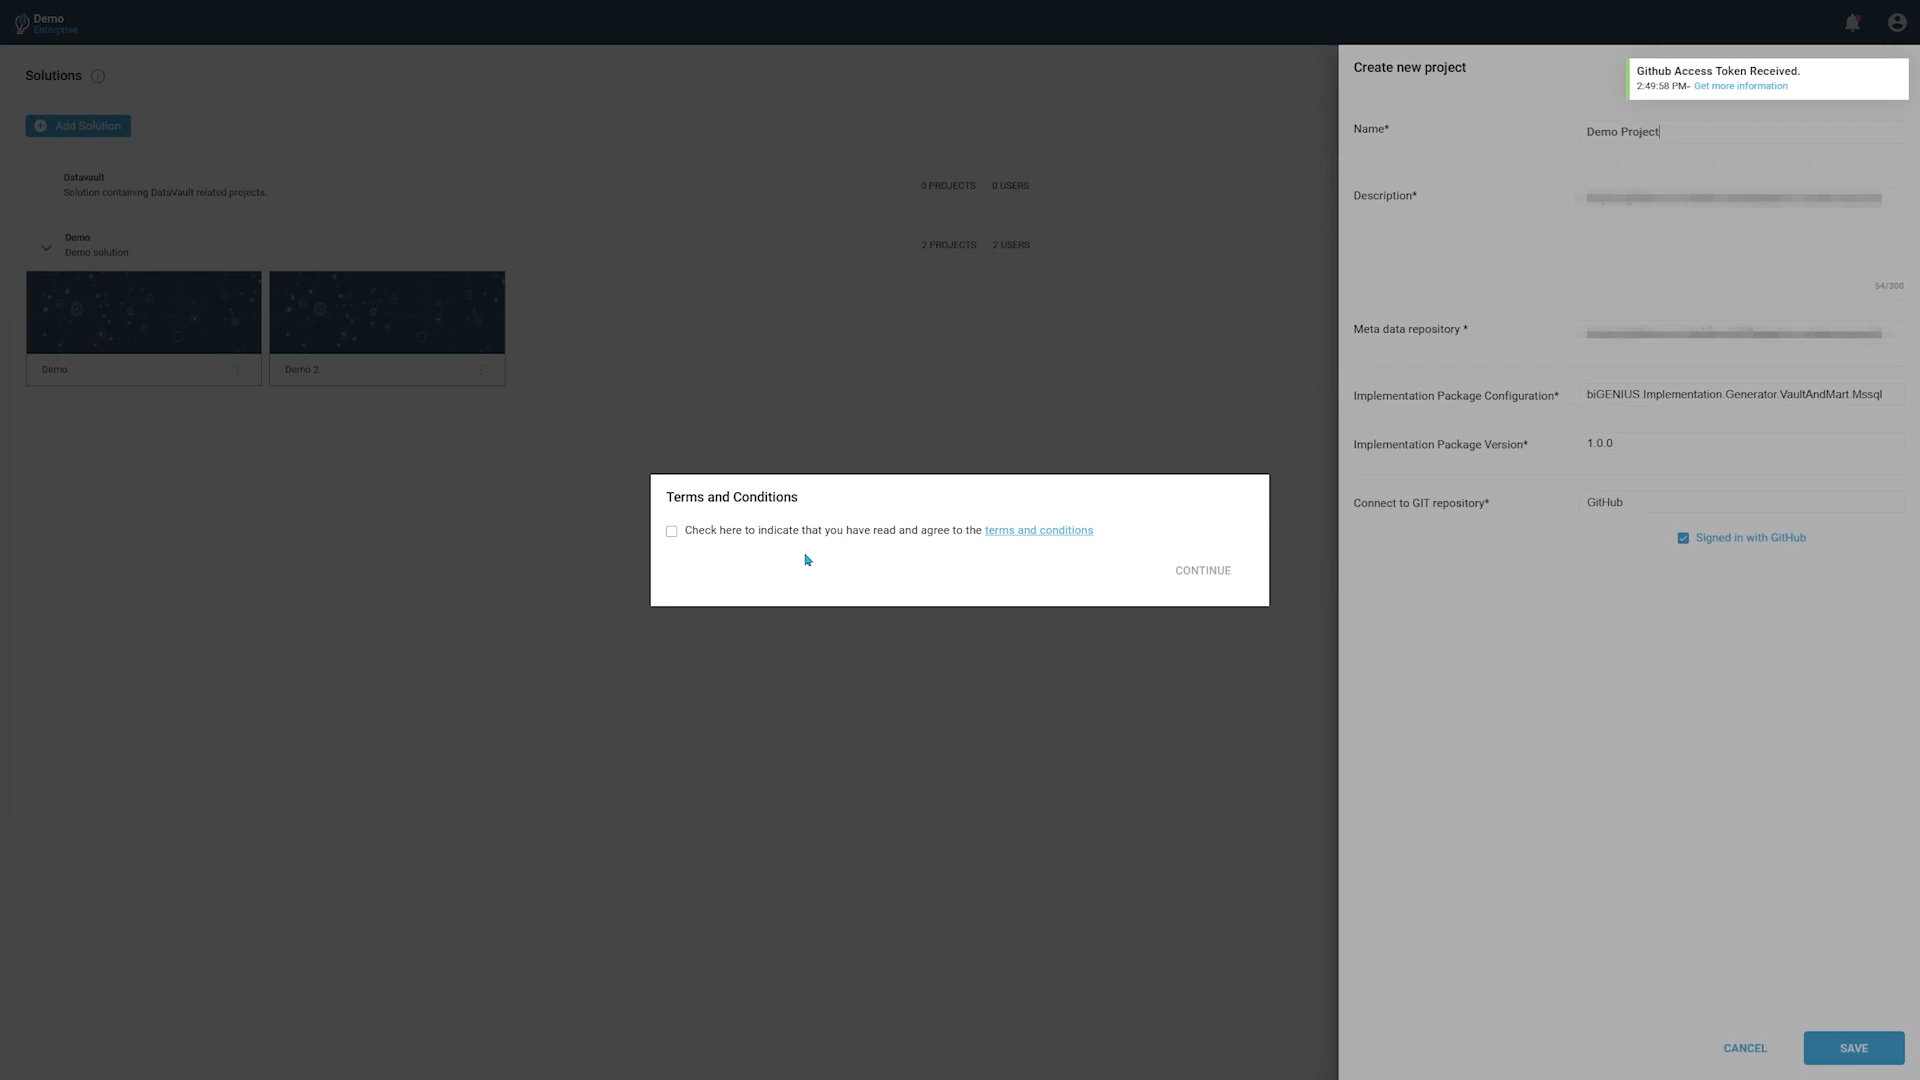 Demo
Enterprise
Solutions
Add Solution
Datavault
Solution containing DataVault related projects.
0 PROJECTS 0 USERS
Demo
Demo solution
2 PROJECTS 2 USERS
Demo
Demo 2
Terms and Conditions
Check here to indicate that you have read and agree to the terms and conditions
CONTINUE
Create new project
Github Access Token Received.
2:49:58 PM- Get more information
Name*
Demo Project
Description*
54/300
Meta data repository *
Implementation Package Configuration*
biGENIUS.Implementation.Generator.VaultAndMart.Mssql
Implementation Package Version*
1.0.0
Connect to GIT repository*
GitHub
Signed in with GitHub
CANCEL
SAVE